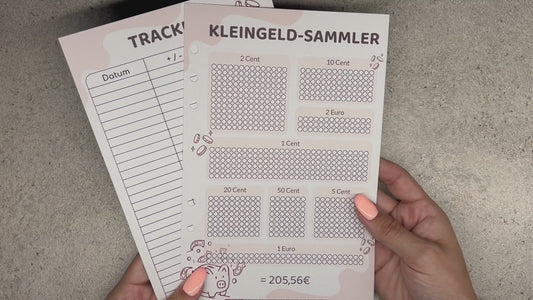 TRACK
Datum
+ / -
KLEINGELD-SAMMLER
2 Cent
10 Cent
2 Euro
1 Cent
20 Cent
50 Cent
5 Cent
1 Euro
= 205,56€